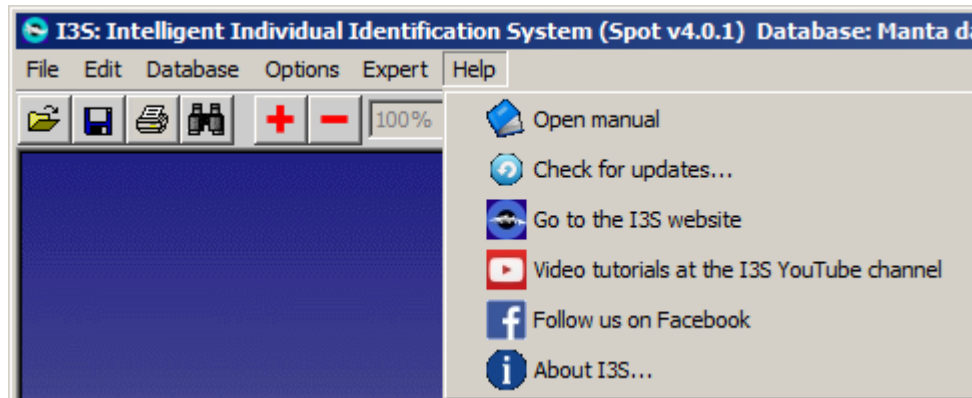 I3S: Intelligent Individual Identification System (Spot v4.0.1) Database: Manta
File Edit Database Options Expert Help
100%
Open manual
Check for updates...
Go to the I3S website
Video tutorials at the I3S YouTube channel
Follow us on Facebook
About I3S...